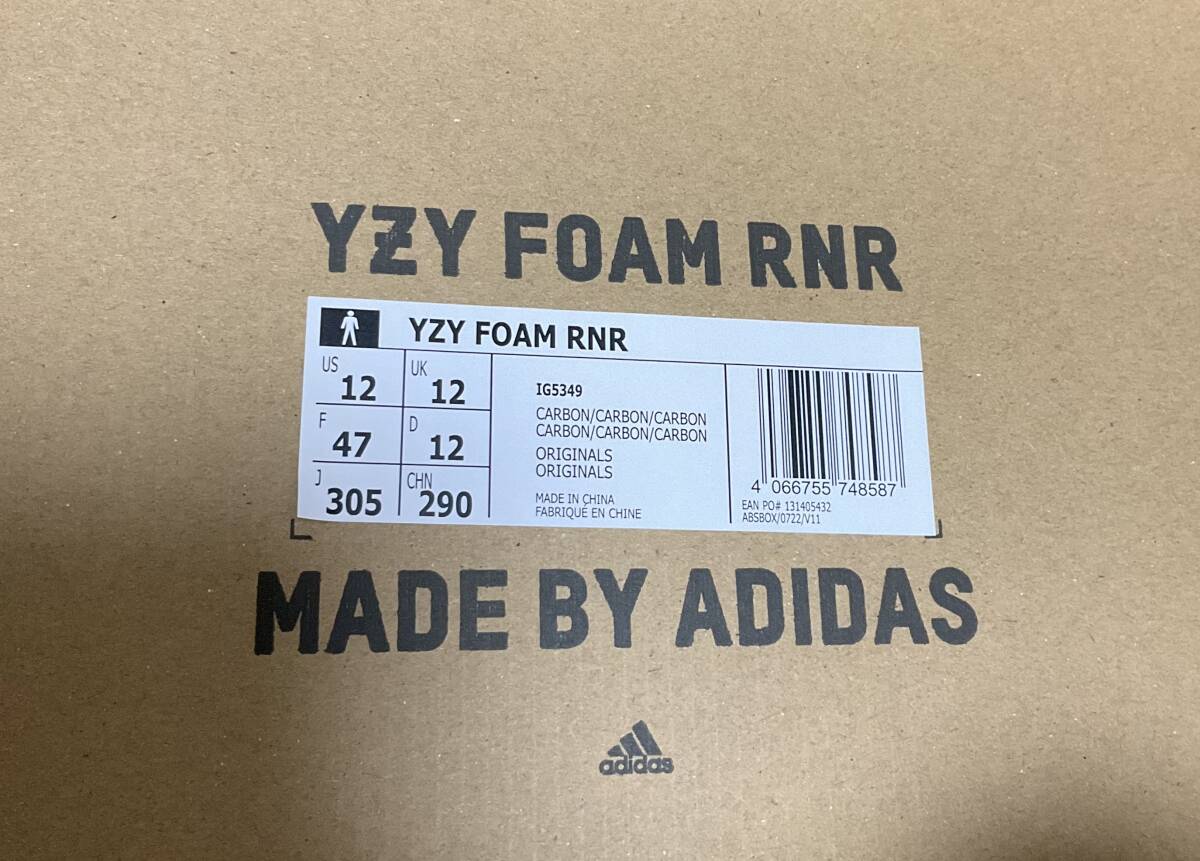 YZY FOAM RNR
YZY FOAM RNR
US 12 UK 12
F 47 D 12
J 305 CHN 290
IG5349
CARBON/CARBON/CARBON
CARBON/CARBON/CARBON
ORIGINALS
ORIGINALS
MADE IN CHINA
FABRIQUÉ EN CHINE
4 066755 748587
EAN PO# 131405432
ABSBOX/0722/V11
MADE BY ADIDAS
adidas